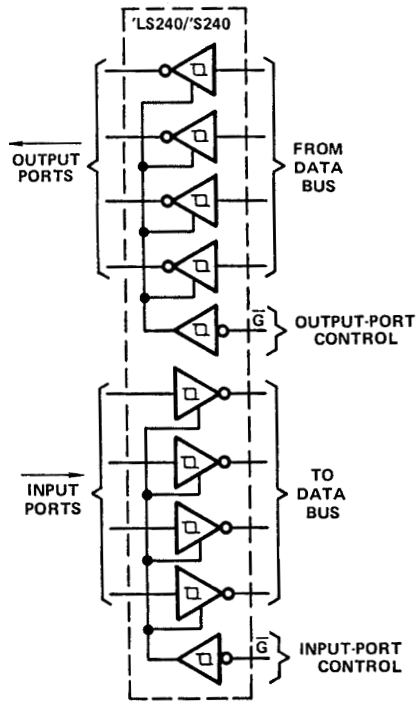 'LS240/'S240
OUTPUT
PORTS
FROM
DATA
BUS
G̅
OUTPUT-PORT
CONTROL
INPUT
PORTS
TO
DATA
BUS
G̅
INPUT-PORT
CONTROL